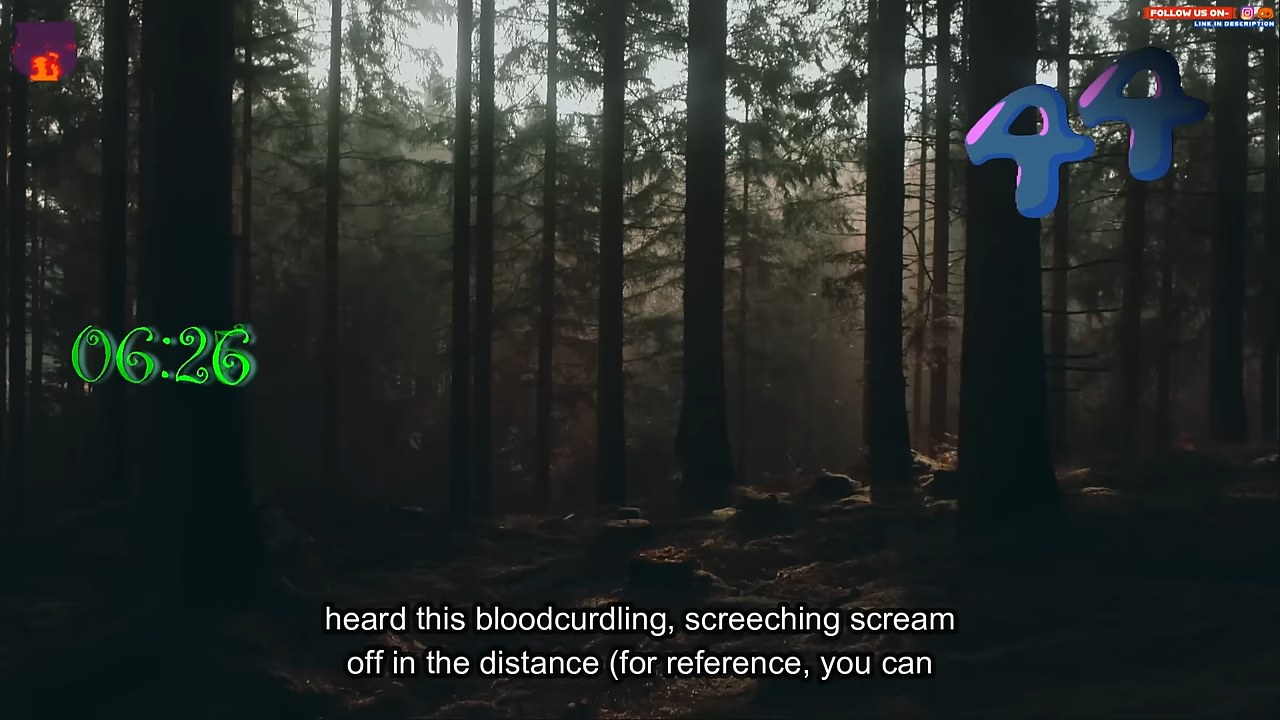 FOLLOW US ON-
LINK IN DESCRIPTION
44
06:26
heard this bloodcurdling, screeching scream
off in the distance (for reference, you can